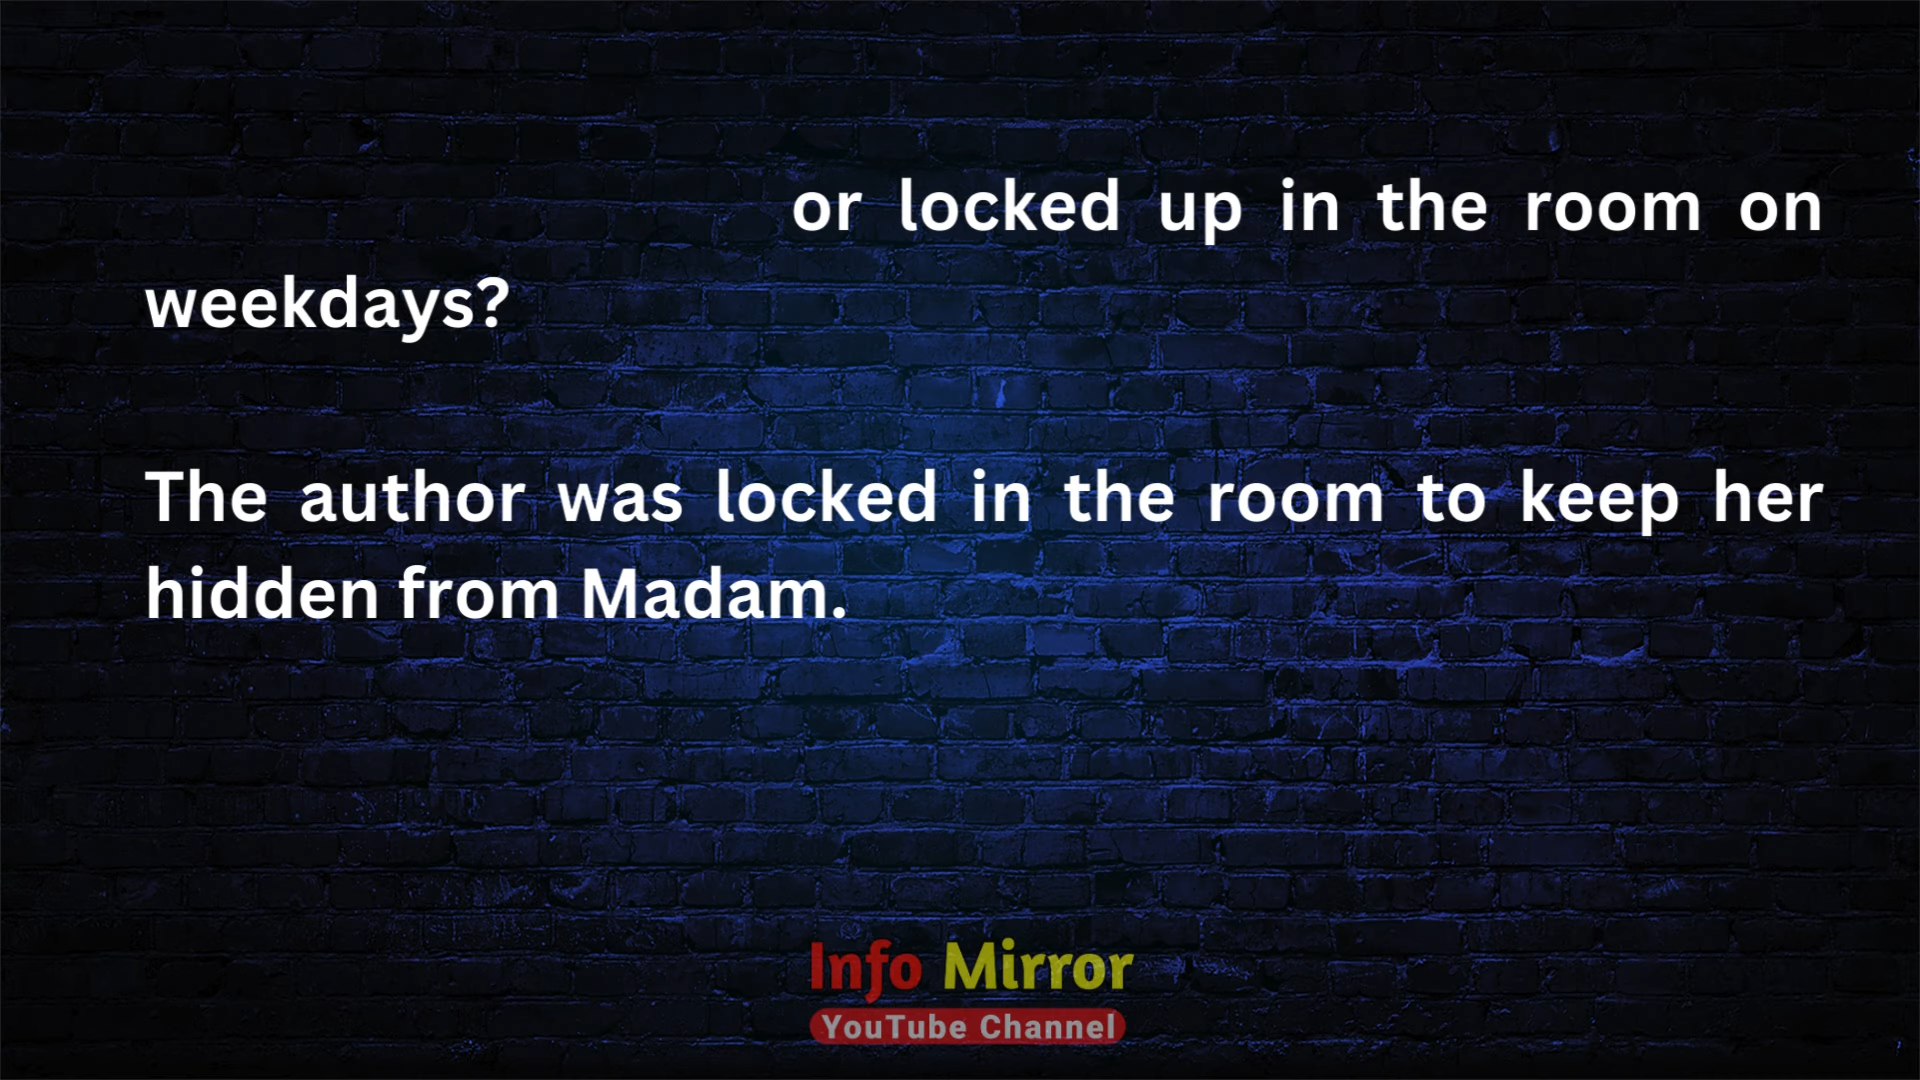 or locked up in the room on
weekdays?
The author was locked in the room to keep her
hidden from Madam.
Info Mirror
YouTube Channel